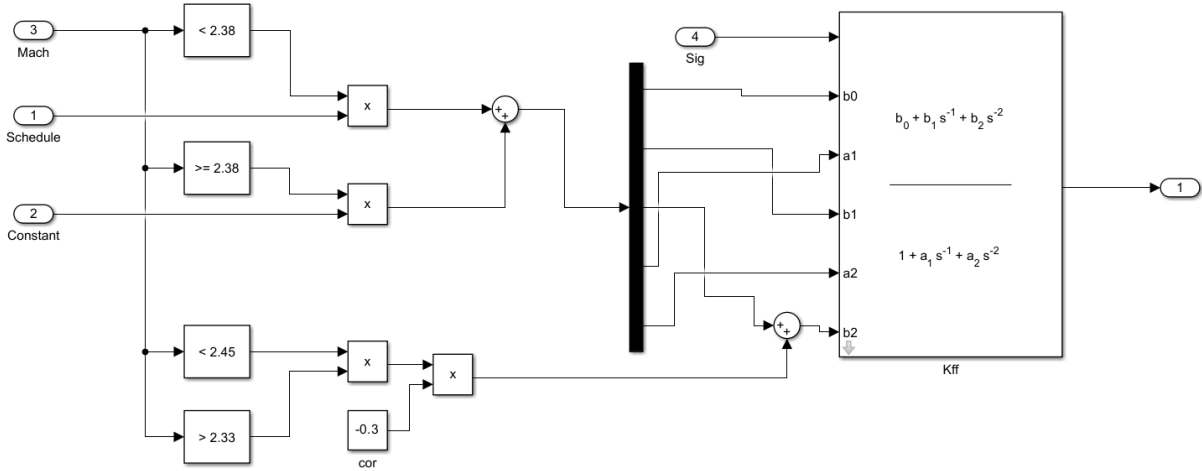 3
Mach
< 2.38
1
Schedule
x
+
+
>= 2.38
2
Constant
x
< 2.45
> 2.33
x
-0.3
cor
x
4
Sig
+
+
b0
a1
b1
a2
b2
b₀ + b₁ s⁻¹ + b₂ s⁻²
1 + a₁ s⁻¹ + a₂ s⁻²
Kff
1